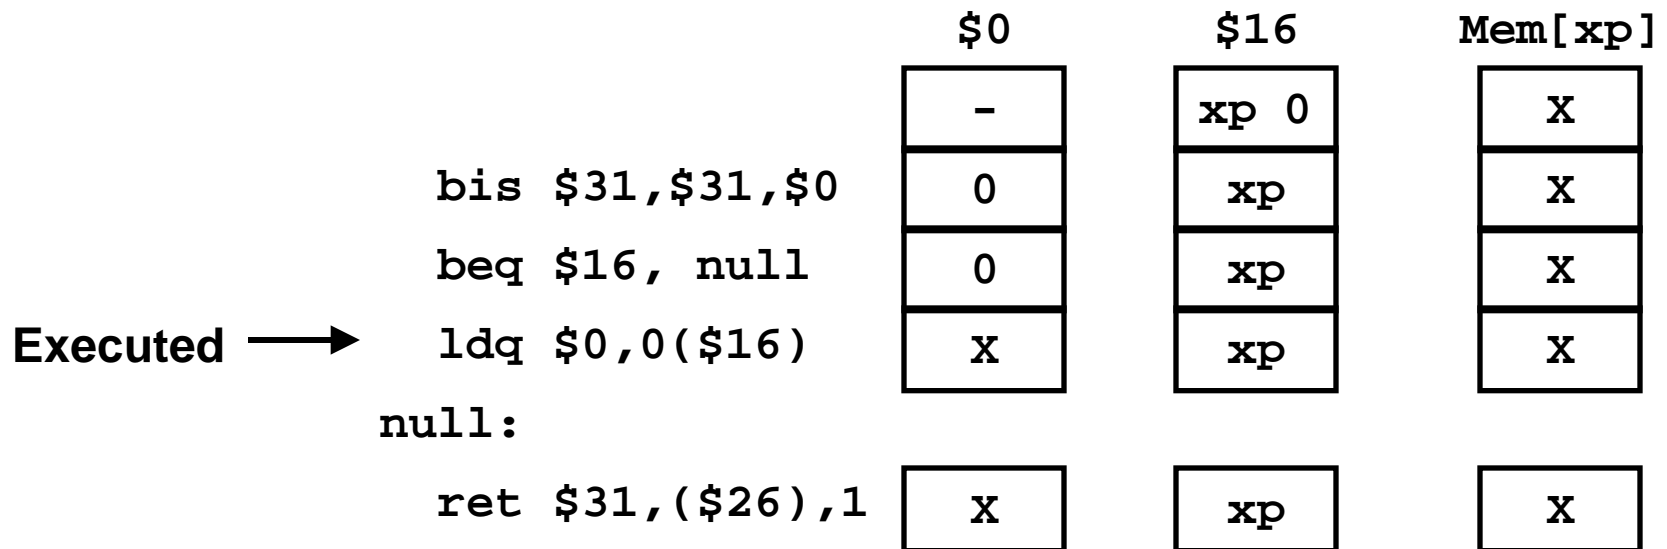 $0 $16 Mem[xp]
- xp 0 X
bis $31,$31,$0 0 xp X
beq $16, null 0 xp X
Executed ldq $0,0($16) X xp X
null:
ret $31,($26),1 X xp X